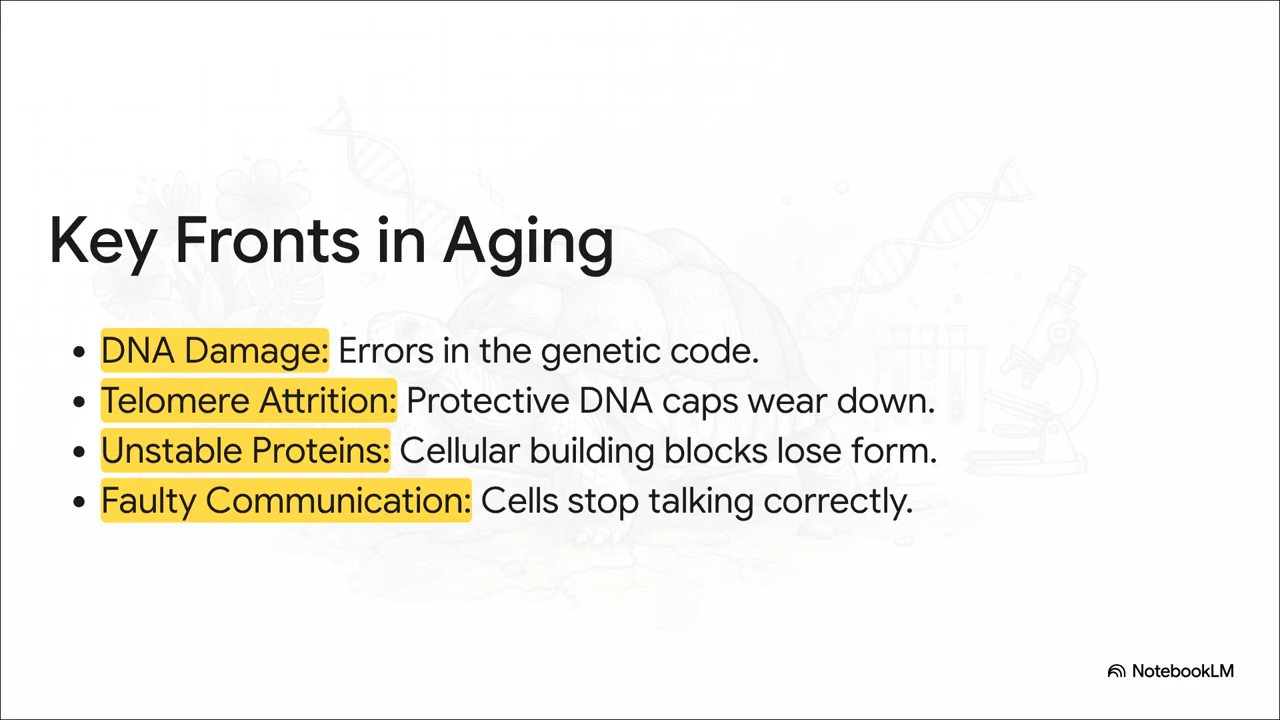 Key Fronts in Aging
• DNA Damage: Errors in the genetic code.
• Telomere Attrition: Protective DNA caps wear down.
• Unstable Proteins: Cellular building blocks lose form.
• Faulty Communication: Cells stop talking correctly.
NotebookLM